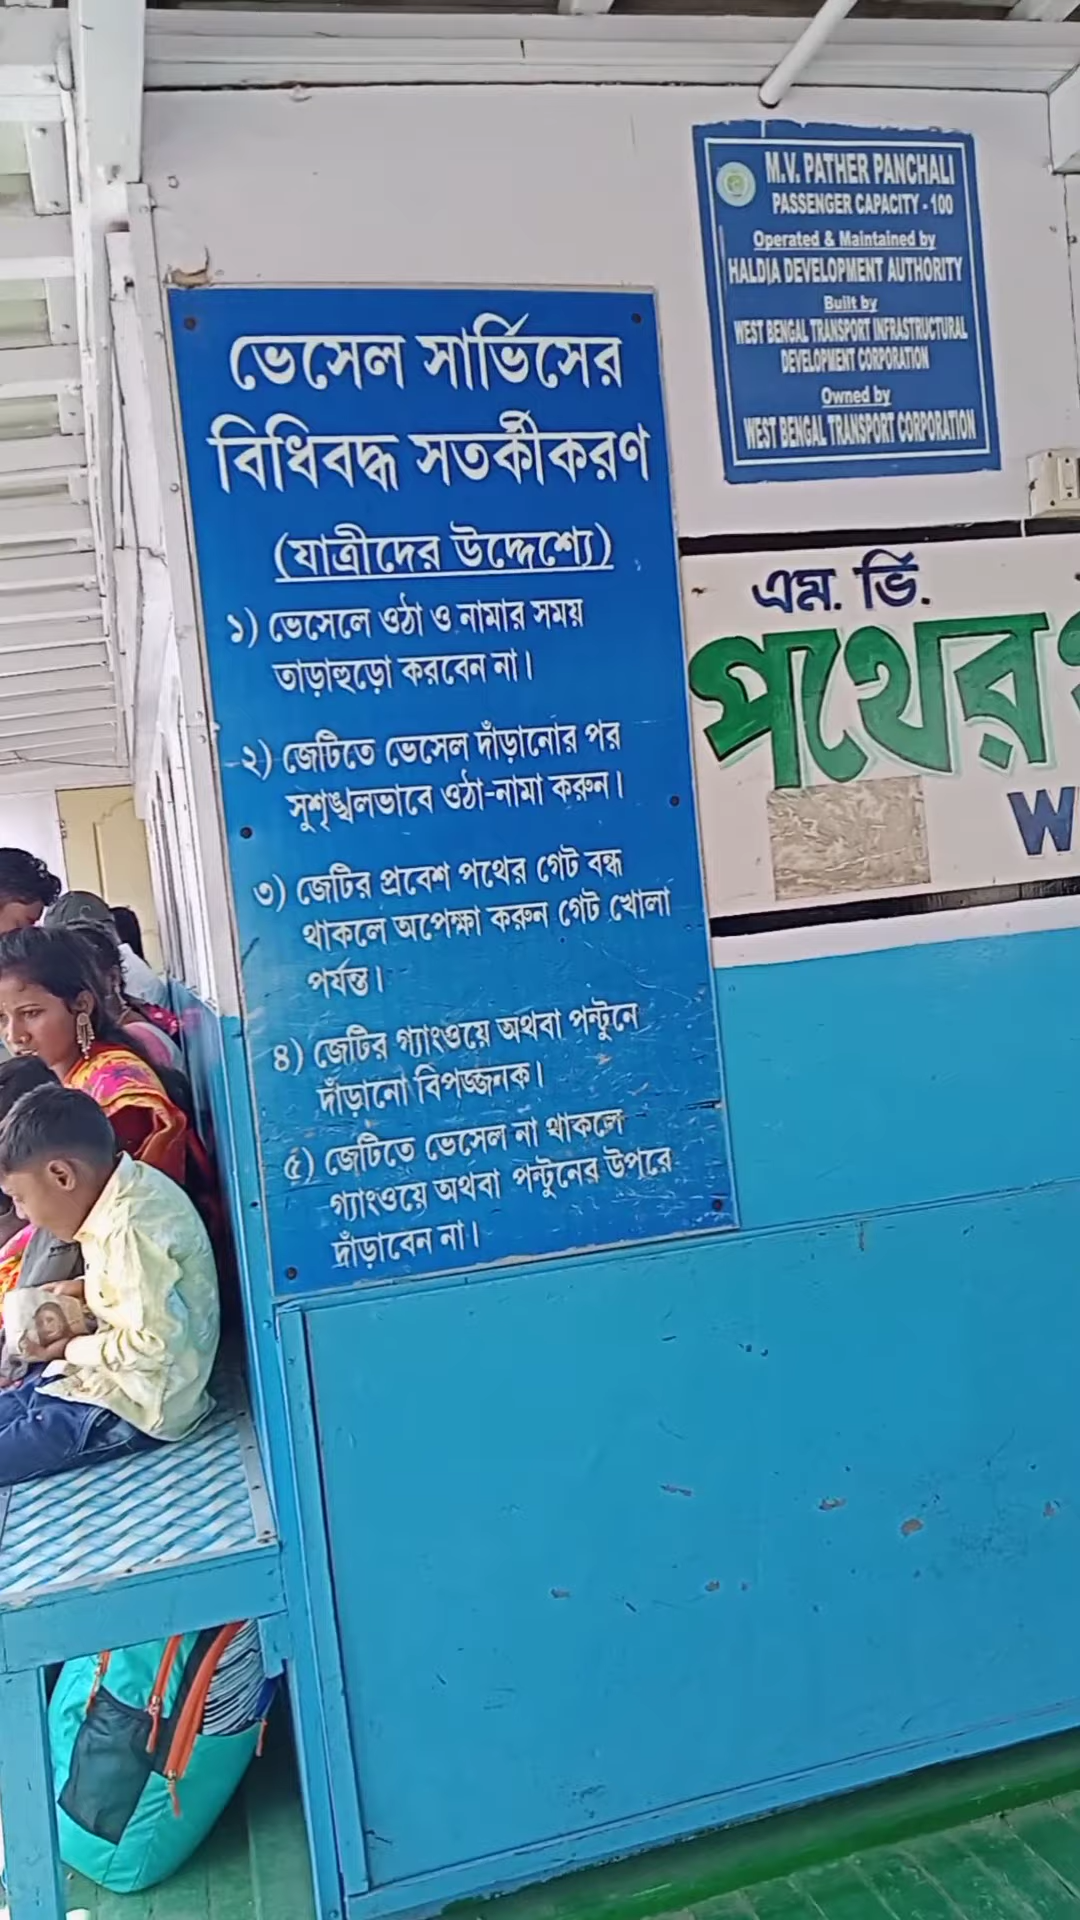 ভেসেল সার্ভিসের
বিধিবদ্ধ সতর্কীকরণ
(যাত্রীদের উদ্দেশ্যে)
১) ভেসেলে ওঠা ও নামার সময়
তাড়াহুড়ো করবেন না।
২) জেটিতে ভেসেল দাঁড়ানোর পর
সুশৃঙ্খলভাবে ওঠা-নামা করুন।
৩) জেটির প্রবেশ পথের গেট বন্ধ
থাকলে অপেক্ষা করুন গেট খোলা
পর্যন্ত।
৪) জেটির গ্যাংওয়ে অথবা পন্টুনে
দাঁড়ানো বিপজ্জনক।
৫) জেটিতে ভেসেল না থাকলে
গ্যাংওয়ে অথবা পন্টুনের উপরে
দাঁড়াবেন না।
M.V. PATHER PANCHALI
PASSENGER CAPACITY - 100
Operated & Maintained by
HALDIA DEVELOPMENT AUTHORITY
Built by
WEST BENGAL TRANSPORT INFRASTRUCTURAL
DEVELOPMENT CORPORATION
Owned by
WEST BENGAL TRANSPORT CORPORATION
এম. ভি.
পথের
W